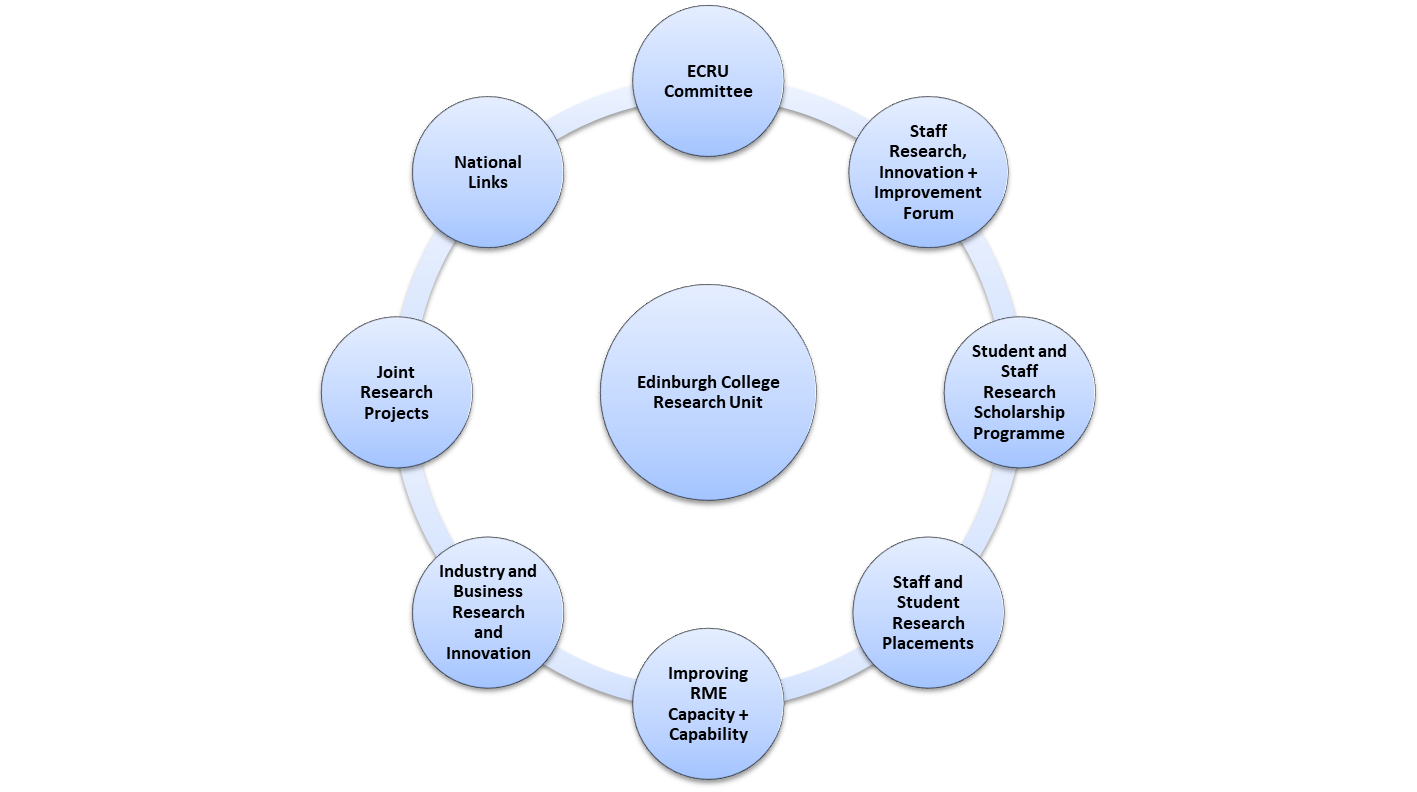 ECRU
Committee
Staff
Research,
Innovation +
Improvement
Forum
Student and
Staff
Research
Scholarship
Programme
Staff and
Student
Research
Placements
Improving
RME
Capacity +
Capability
Industry and
Business
Research
and
Innovation
Joint
Research
Projects
National
Links
Edinburgh College
Research Unit